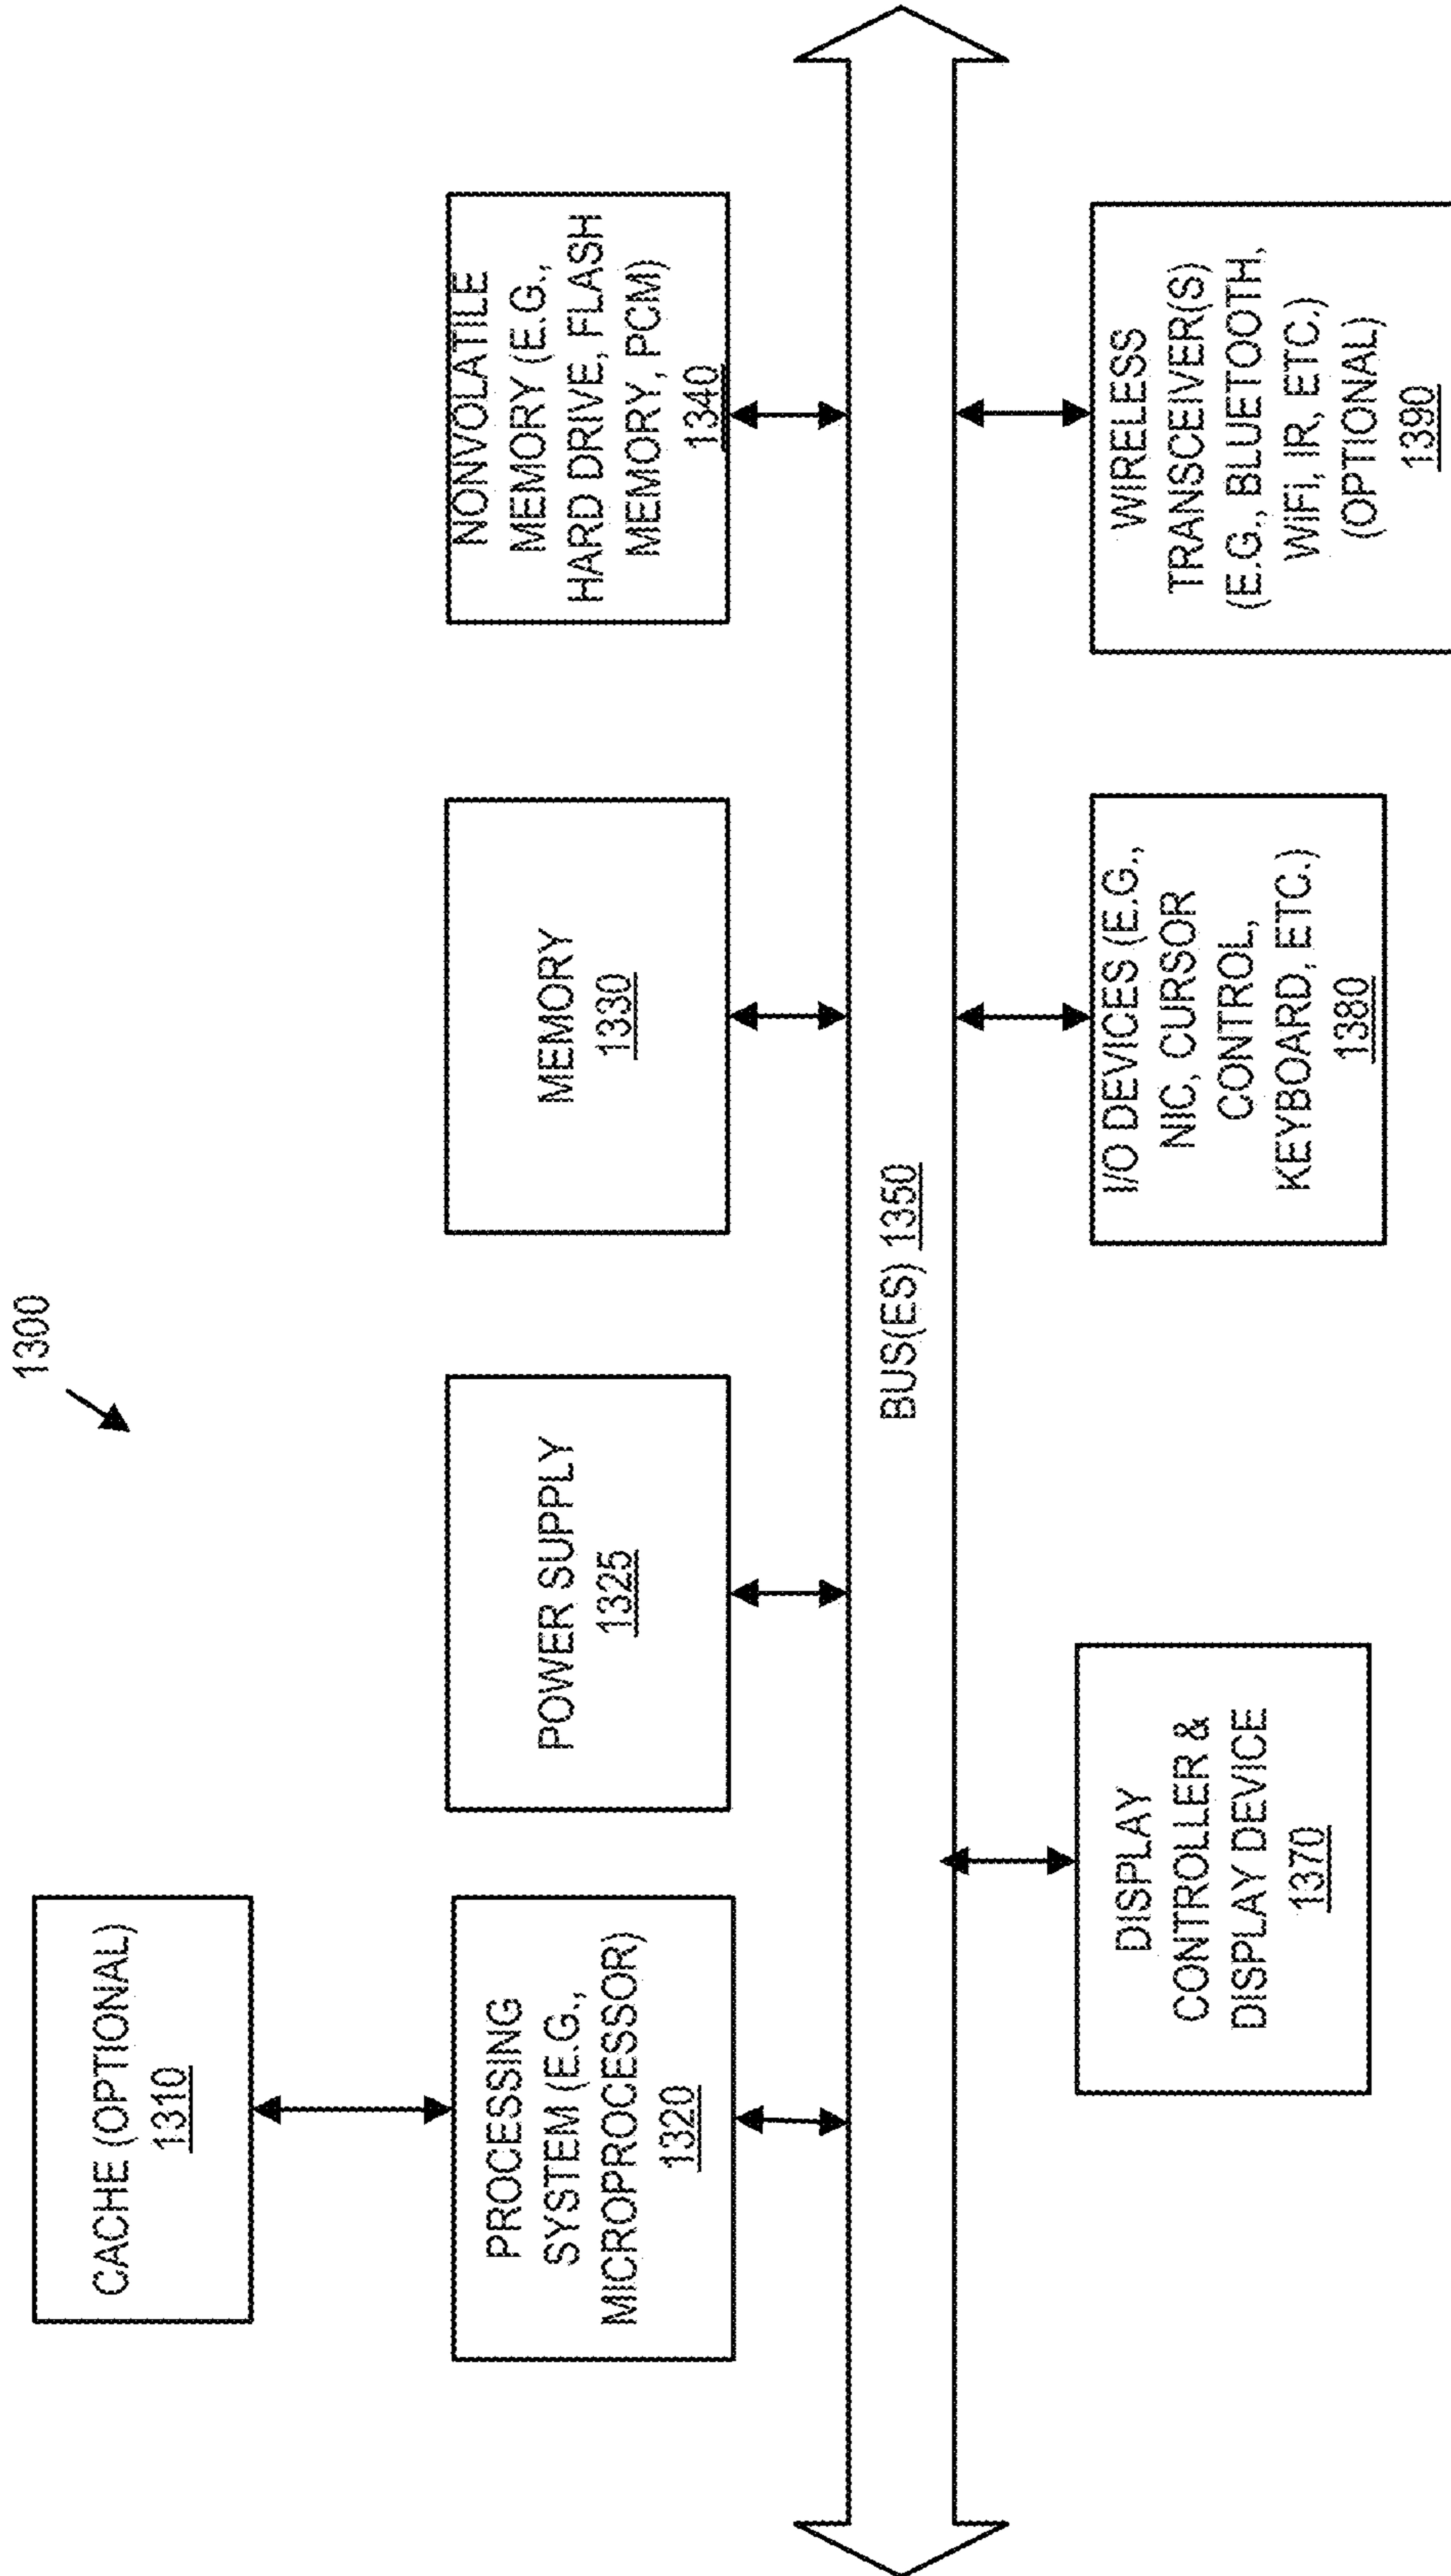 1300
CACHE (OPTIONAL)
1310
PROCESSING
SYSTEM (E.G.,
MICROPROCESSOR)
1320
POWER SUPPLY
1325
MEMORY
1330
NONVOLATILE
MEMORY (E.G.,
HARD DRIVE, FLASH
MEMORY, PCM)
1340
BUS(ES) 1350
DISPLAY
CONTROLLER &
DISPLAY DEVICE
1370
I/O DEVICES (E.G.,
NIC, CURSOR
CONTROL,
KEYBOARD, ETC.)
1380
WIRELESS
TRANSCEIVER(S)
(E.G., BLUETOOTH,
WIFI, IR, ETC.)
(OPTIONAL)
1390